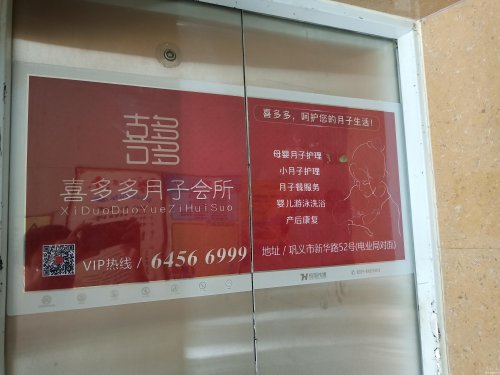 喜多多月子会所
XiDuoDuoYueZiHuiSuo
VIP热线 / 6456 6999
喜多多，呵护您的月子生活！
母婴月子护理
小月子护理
月子餐服务
婴儿游泳洗浴
产后康复
地址 / 巩义市新华路52号(电业局对面)